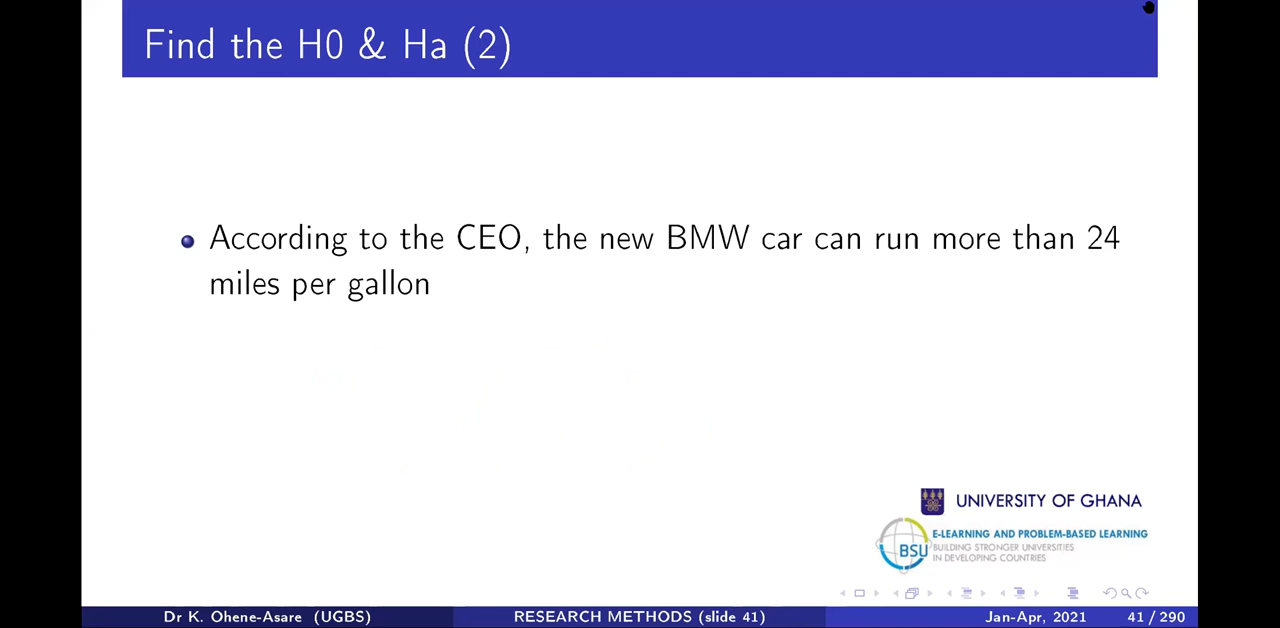 Find the H0 & Ha (2)
According to the CEO, the new BMW car can run more than 24
miles per gallon
UNIVERSITY OF GHANA
BSU
E-LEARNING AND PROBLEM-BASED LEARNING
BUILDING STRONGER UNIVERSITIES
IN DEVELOPING COUNTRIES
Dr K. Ohene-Asare (UGBS) RESEARCH METHODS (slide 41) Jan-Apr, 2021 41 / 290